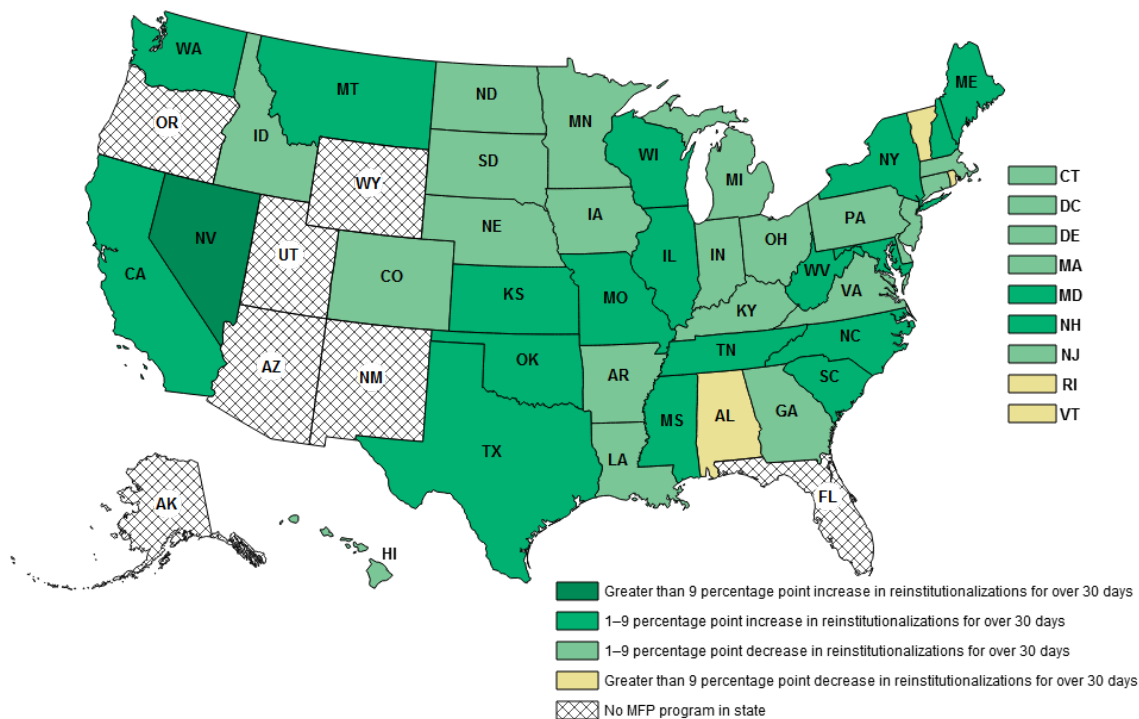 WA
MT
ME
ND
OR
MN
ID
WI
NY
SD
WY
MI
CT
IA
PA
DC
NE
NV
OH
DE
UT
IL
IN
CA
CO
WV
MA
VA
KS
MO
MD
KY
NH
NC
TN
OK
NJ
AZ
NM
AR
SC
RI
MS
AL
GA
VT
TX
LA
FL
AK
HI
Greater than 9 percentage point increase in reinstitutionalizations for over 30 days
1–9 percentage point increase in reinstitutionalizations for over 30 days
1–9 percentage point decrease in reinstitutionalizations for over 30 days
Greater than 9 percentage point decrease in reinstitutionalizations for over 30 days
No MFP program in state